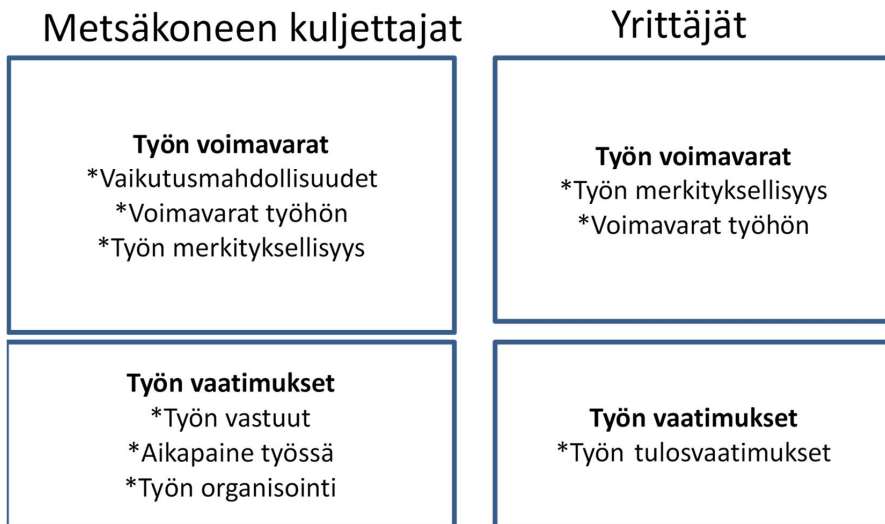 Metsäkoneen kuljettajat
Työn voimavarat
*Vaikutusmahdollisuudet
*Voimavarat työhön
*Työn merkityksellisyys
Työn vaatimukset
*Työn vastuut
*Aikapaine työssä
*Työn organisointi
Yrittäjät
Työn voimavarat
*Työn merkityksellisyys
*Voimavarat työhön
Työn vaatimukset
*Työn tulosvaatimukset